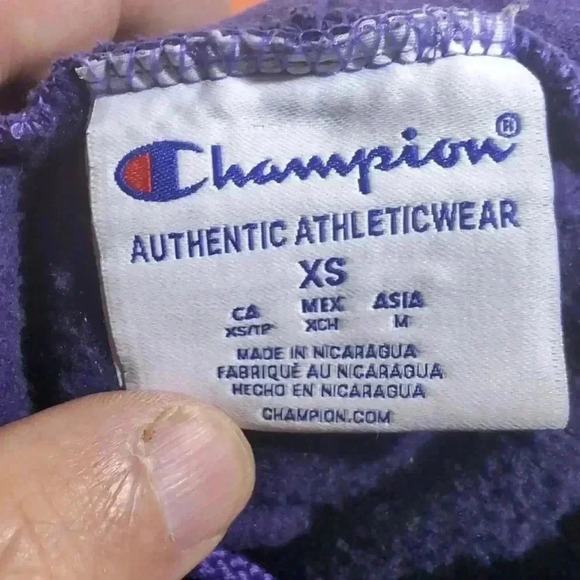 Champion®
AUTHENTIC ATHLETICWEAR
XS
CA MEX ASIA
XS/TP XCH M
MADE IN NICARAGUA
FABRIQUÉ AU NICARAGUA
HECHO EN NICARAGUA
CHAMPION.COM